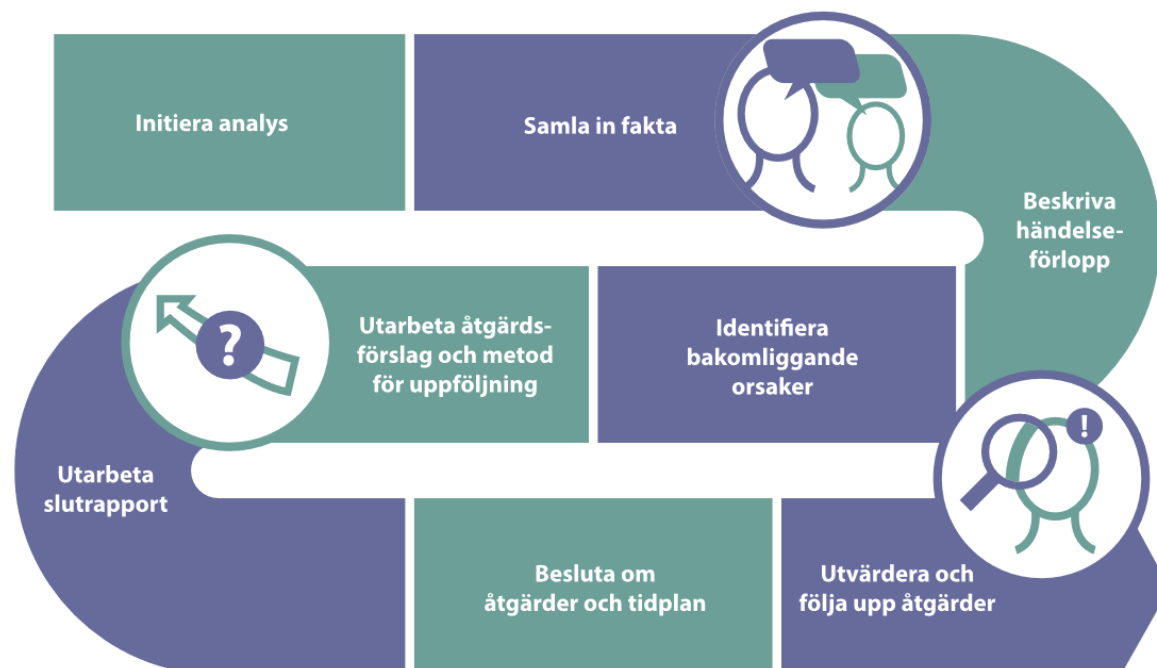 Initiera analys
Samla in fakta
Beskriva
händelse-
förlopp
Identifiera
bakomliggande
orsaker
Utarbeta åtgärds-
förslag och metod
för uppföljning
?
!
Utarbeta
slutrapport
Besluta om
åtgärder och tidplan
Utvärdera och
följa upp åtgärder